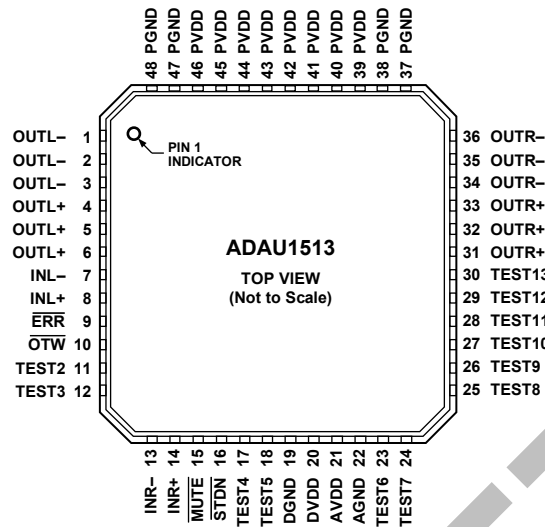 48 PGND
47 PGND
46 PVDD
45 PVDD
44 PVDD
43 PVDD
42 PVDD
41 PVDD
40 PVDD
39 PVDD
38 PGND
37 PGND
OUTL– 1
OUTL– 2
OUTL– 3
OUTL+ 4
OUTL+ 5
OUTL+ 6
INL– 7
INL+ 8
ERR 9
OTW 10
TEST2 11
TEST3 12
PIN 1
INDICATOR
ADAU1513
TOP VIEW
(Not to Scale)
36 OUTR–
35 OUTR–
34 OUTR–
33 OUTR+
32 OUTR+
31 OUTR+
30 TEST13
29 TEST12
28 TEST11
27 TEST10
26 TEST9
25 TEST8
INR– 13
INR+ 14
MUTE 15
STDN 16
TEST4 17
TEST5 18
DGND 19
DVDD 20
AVDD 21
AGND 22
TEST6 23
TEST7 24